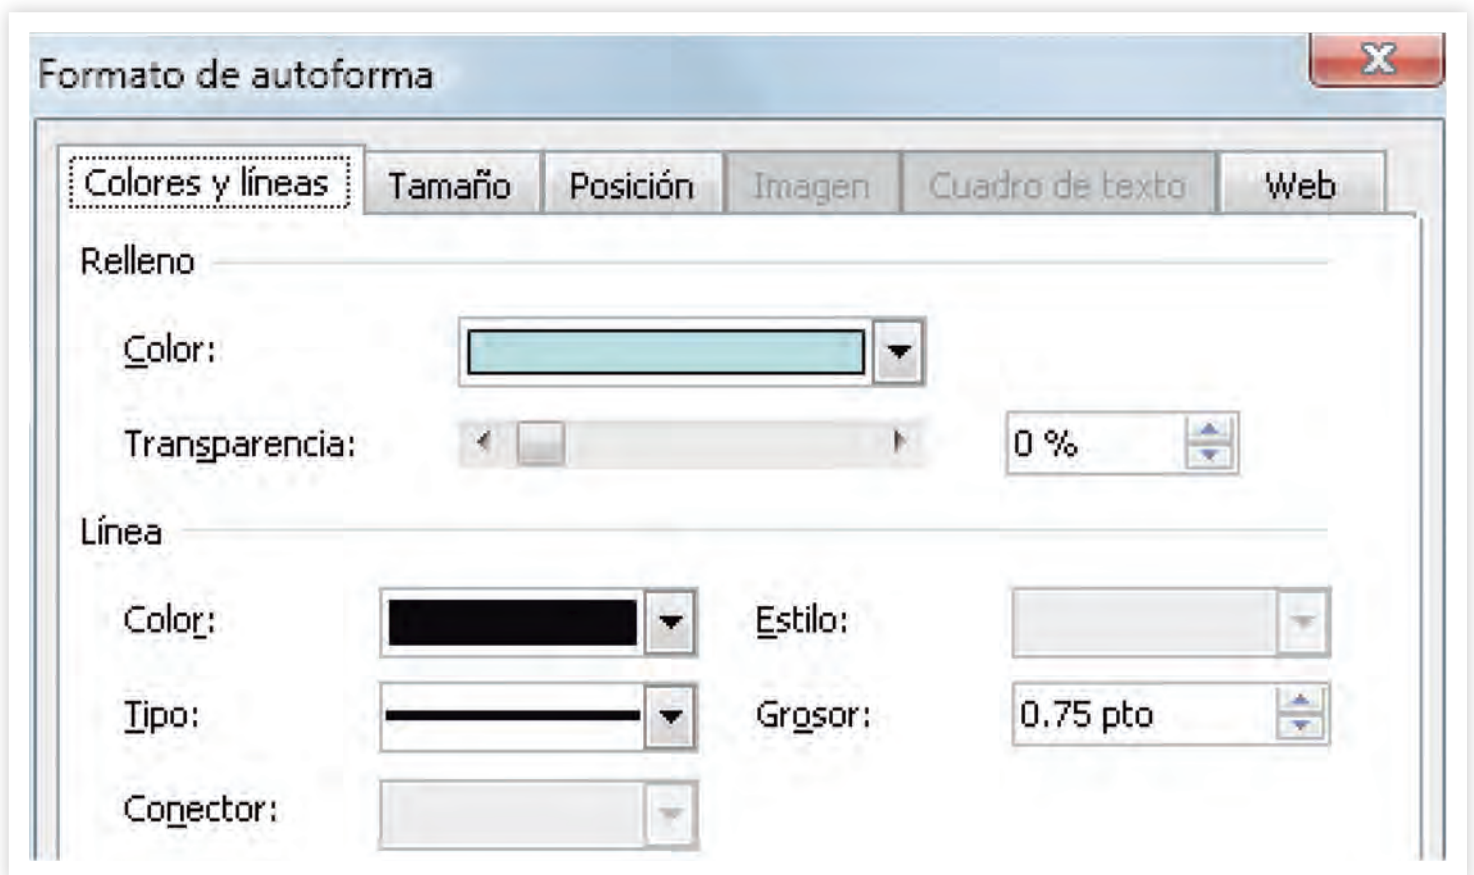 Formato de autoforma
Colores y líneas Tamaño Posición Imagen Cuadro de texto Web
Relleno
Color:
Transparencia: 0 %
Línea
Color: Estilo:
Tipo: Grosor: 0.75 pto
Conector: